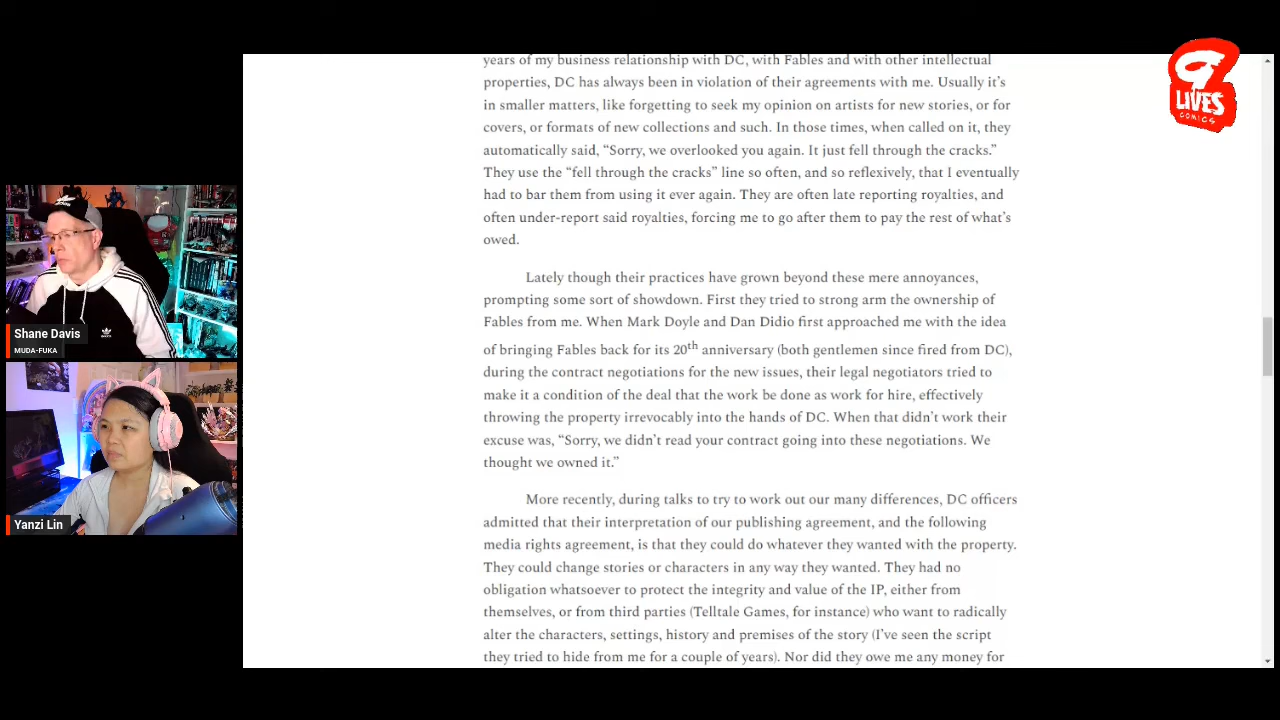 years of my business relationship with DC, with Fables and with other intellectual
properties, DC has always been in violation of their agreements with me. Usually it’s
in smaller matters, like forgetting to seek my opinion on artists for new stories, or for
covers, or formats of new collections and such. In those times, when called on it, they
automatically said, “Sorry, we overlooked you again. It just fell through the cracks.”
They use the “fell through the cracks” line so often, and so reflexively, that I eventually
had to bar them from using it ever again. They are often late reporting royalties, and
often under-report said royalties, forcing me to go after them to pay the rest of what’s
owed.
Lately though their practices have grown beyond these mere annoyances,
prompting some sort of showdown. First they tried to strong arm the ownership of
Fables from me. When Mark Doyle and Dan Didio first approached me with the idea
of bringing Fables back for its 20th anniversary (both gentlemen since fired from DC),
during the contract negotiations for the new issues, their legal negotiators tried to
make it a condition of the deal that the work be done as work for hire, effectively
throwing the property irrevocably into the hands of DC. When that didn’t work their
excuse was, “Sorry, we didn’t read your contract going into these negotiations. We
thought we owned it.”
More recently, during talks to try to work out our many differences, DC officers
admitted that their interpretation of our publishing agreement, and the following
media rights agreement, is that they could do whatever they wanted with the property.
They could change stories or characters in any way they wanted. They had no
obligation whatsoever to protect the integrity and value of the IP, either from
themselves, or from third parties (Telltale Games, for instance) who want to radically
alter the characters, settings, history and premises of the story (I’ve seen the script
they tried to hide from me for a couple of years). Nor did they owe me any money for
Shane Davis
MUDA-FUKA
Yanzi Lin
9
LIVES
COMICS